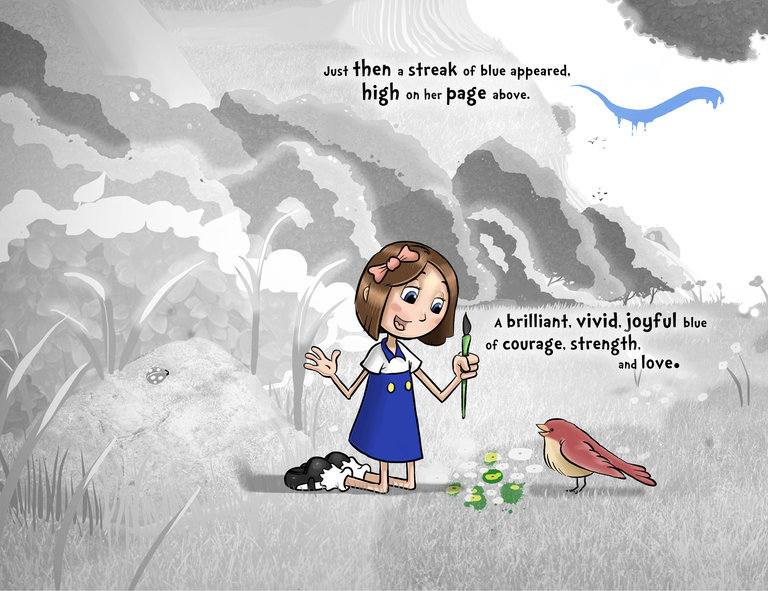 Just then a streak of blue appeared,
high on her page above.
A brilliant, vivid, joyful blue
of courage, strength,
and love.